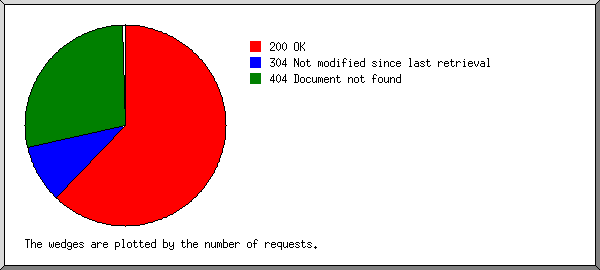 200 OK
304 Not modified since last retrieval
404 Document not found
The wedges are plotted by the number of requests.